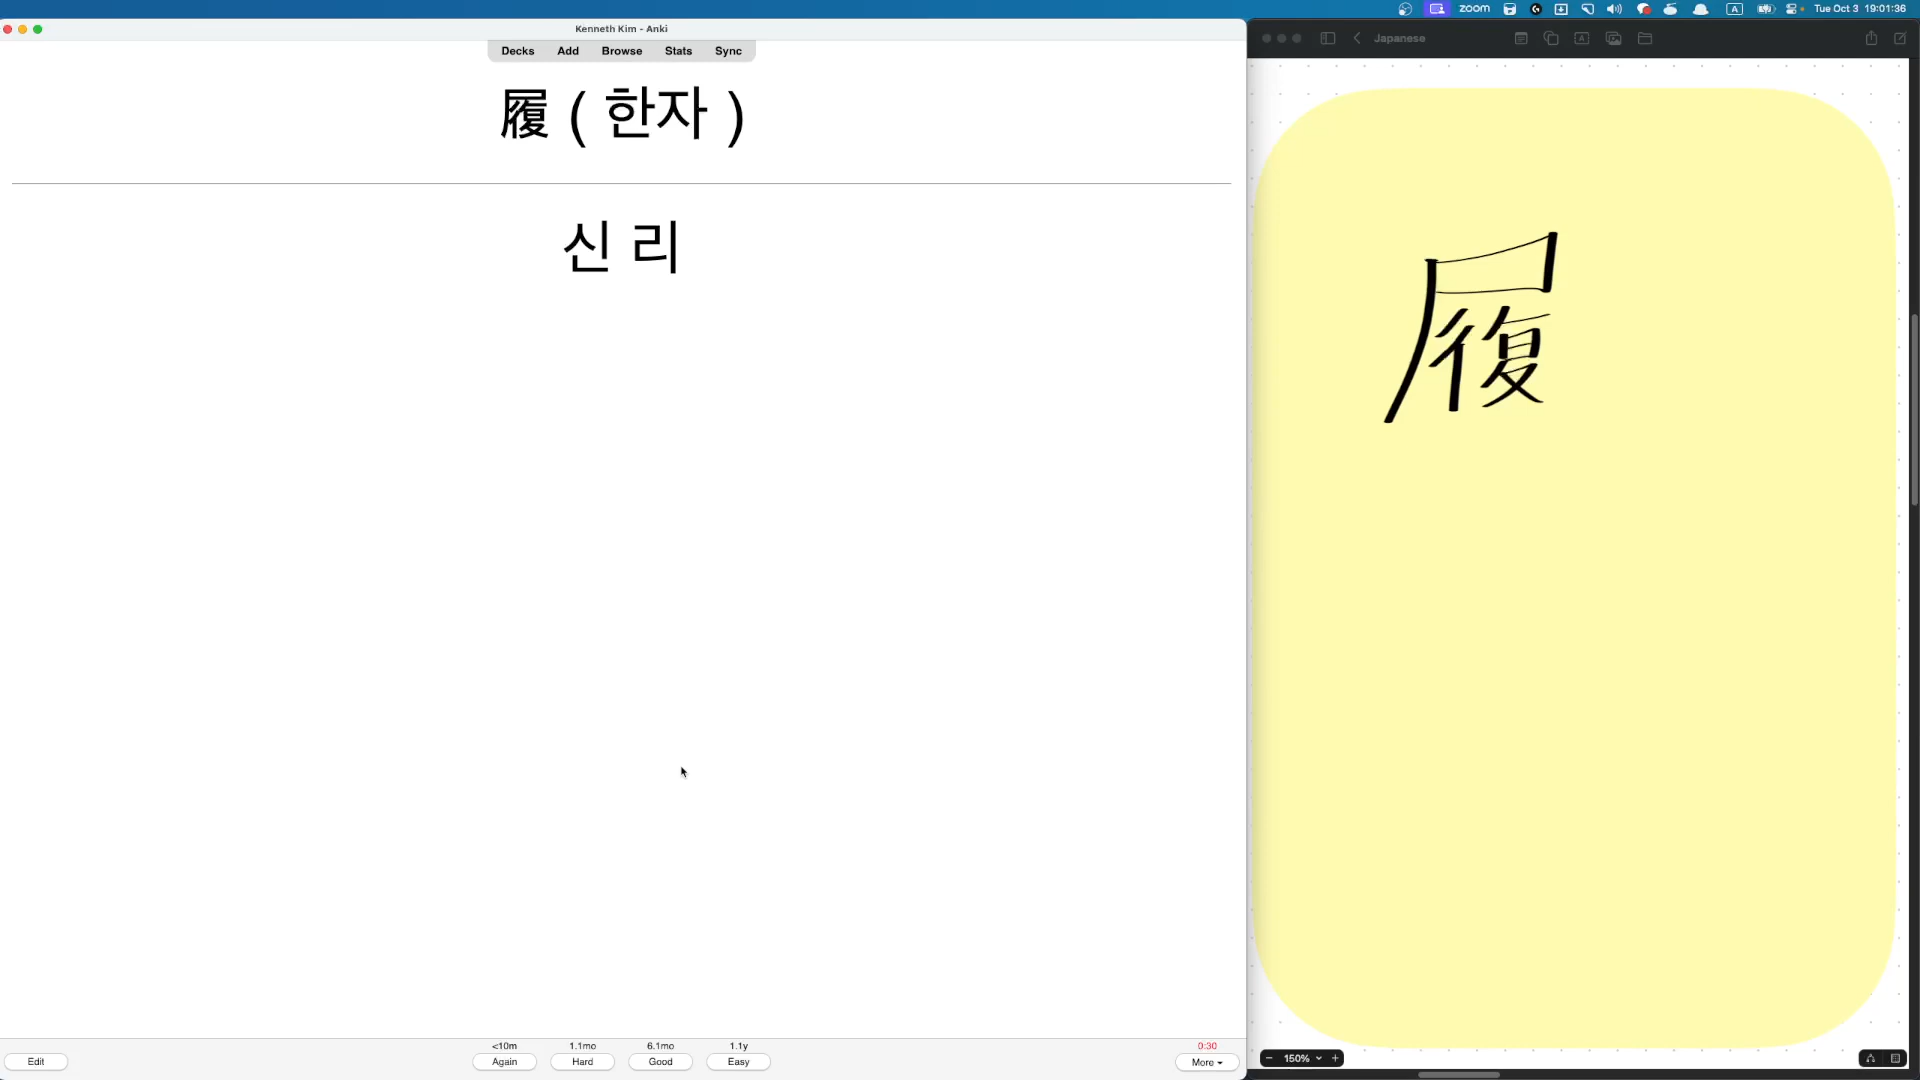 zoom
A
Tue Oct 3 19:01:36
Kenneth Kim - Anki
Decks Add Browse Stats Sync
履 ( 한자 )
신 리
<10m 1.1mo 6.1mo 1.1y 0:30
Edit Again Hard Good Easy More
Japanese
履
150%